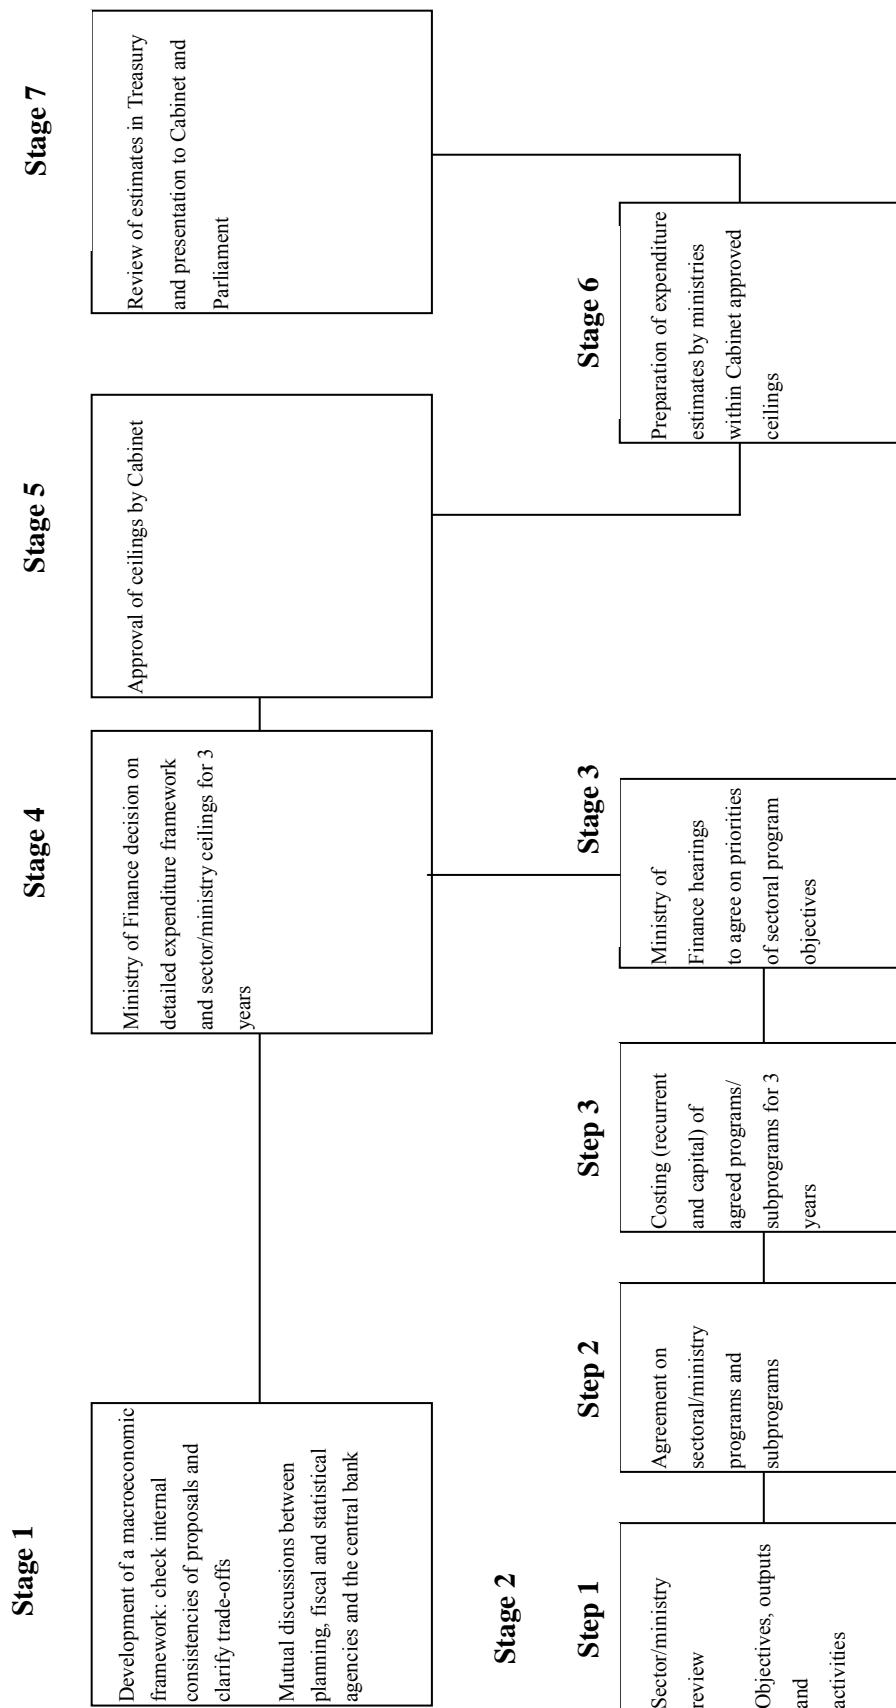 Stage 1
Development of a macroeconomic
framework: check internal
consistencies of proposals and
clarify trade-offs
Mutual discussions between
planning, fiscal and statistical
agencies and the central bank
Stage 4
Ministry of Finance decision on
detailed expenditure framework
and sector/ministry ceilings for 3
years
Stage 5
Approval of ceilings by Cabinet
Stage 7
Review of estimates in Treasury
and presentation to Cabinet and
Parliament
Stage 2
Step 1
Sector/ministry
review
Objectives, outputs
and
activities
Step 2
Agreement on
sectoral/ministry
programs and
subprograms
Step 3
Costing (recurrent
and capital) of
agreed programs/
subprograms for 3
years
Stage 3
Ministry of
Finance hearings
to agree on priorities
of sectoral program
objectives
Stage 6
Preparation of expenditure
estimates by ministries
within Cabinet approved
ceilings